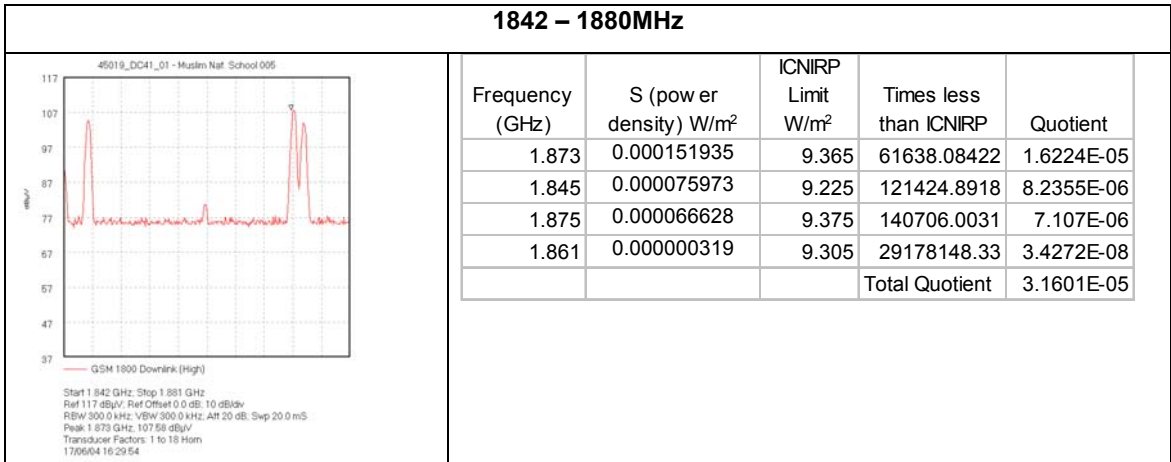 1842 – 1880MHz
45019_DC41_01 - Muslim Naf. School 005
117
107
97
87
77
67
57
47
37
dBµV
GSM 1800 Downlink (High)
Start 1.842 GHz; Stop 1.881 GHz
Ref 117 dBµV; Ref Offset 0.0 dB; 10 dB/div
RBW 300.0 kHz; VBW 300.0 kHz; Att 20 dB; Swp 20.0 mS
Peak 1.873 GHz, 107.58 dBµV
Transducer Factors: 1 to 18 Horn
17/06/04 16:29:54
Frequency (GHz) S (pow er density) W/m² ICNIRP Limit W/m² Times less than ICNIRP Quotient
1.873 0.000151935 9.365 61638.08422 1.6224E-05
1.845 0.000075973 9.225 121424.8918 8.2355E-06
1.875 0.000066628 9.375 140706.0031 7.107E-06
1.861 0.000000319 9.305 29178148.33 3.4272E-08
Total Quotient 3.1601E-05